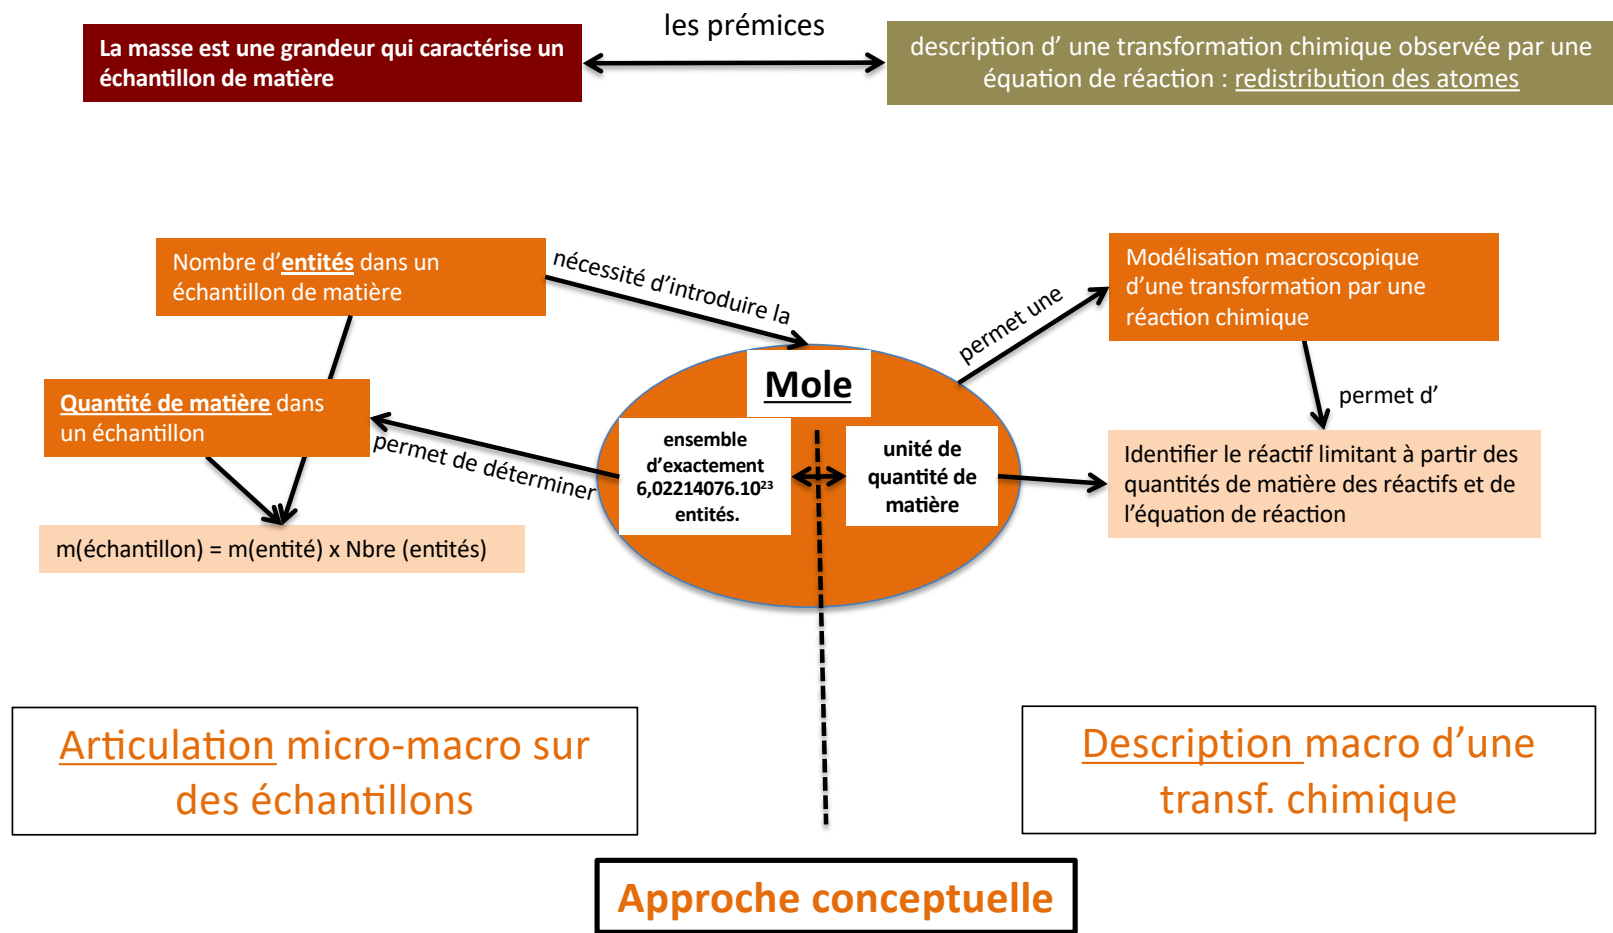 les prémices
La masse est une grandeur qui caractérise un
échantillon de matière
description d’ une transformation chimique observée par une
équation de réaction : redistribution des atomes
Nombre d’entités dans un
échantillon de matière
nécessité d’introduire la
permet une
Modélisation macroscopique
d’une transformation par une
réaction chimique
Quantité de matière dans
un échantillon
permet de déterminer
Mole
ensemble
d’exactement
6,02214076.10²³
entités.
unité de
quantité de
matière
permet d’
Identifier le réactif limitant à partir des
quantités de matière des réactifs et de
l’équation de réaction
m(échantillon) = m(entité) x Nbre (entités)
Articulation micro-macro sur
des échantillons
Description macro d’une
transf. chimique
Approche conceptuelle